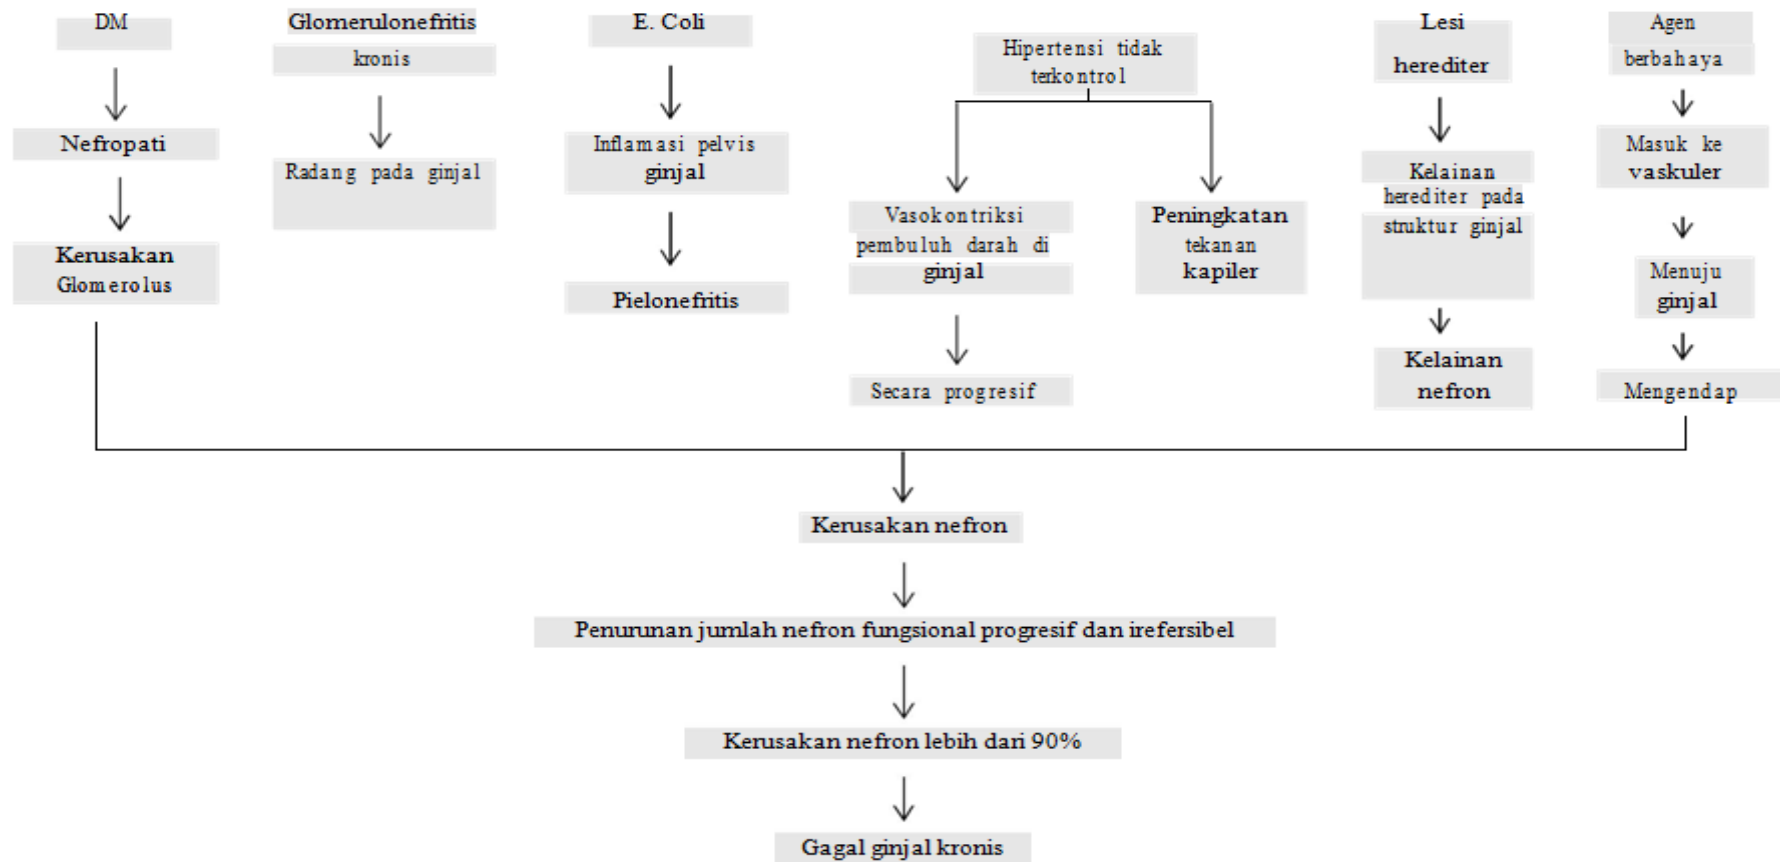 DM
Nefropati
Kerusakan
Glomerolus
Glomerulonefritis
kronis
Radang pada ginjal
E. Coli
Inflamasi pelvis
ginjal
Pielonefritis
Hipertensi tidak
terkontrol
Vasokontriksi
pembuluh darah di
ginjal
Secara progresif
Peningkatan
tekanan
kapiler
Lesi
herediter
Kelainan
herediter pada
struktur ginjal
Kelainan
nefron
Agen
berbahaya
Masuk ke
vaskuler
Menuju
ginjal
Mengendap
Kerusakan nefron
Penurunan jumlah nefron fungsional progresif dan irefersibel
Kerusakan nefron lebih dari 90%
Gagal ginjal kronis